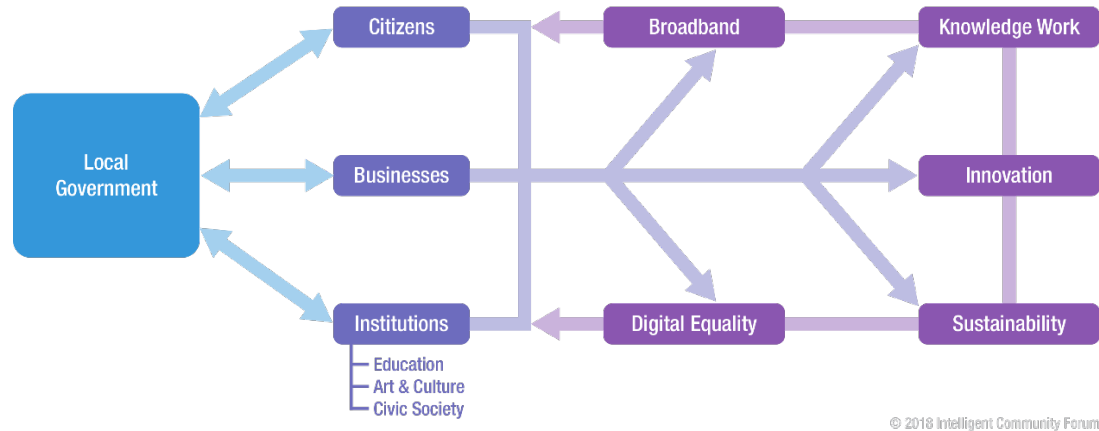 Citizens
Broadband
Knowledge Work
Local
Government
Businesses
Innovation
Institutions
Digital Equality
Sustainability
Education
Art & Culture
Civic Society
© 2018 Intelligent Community Forum